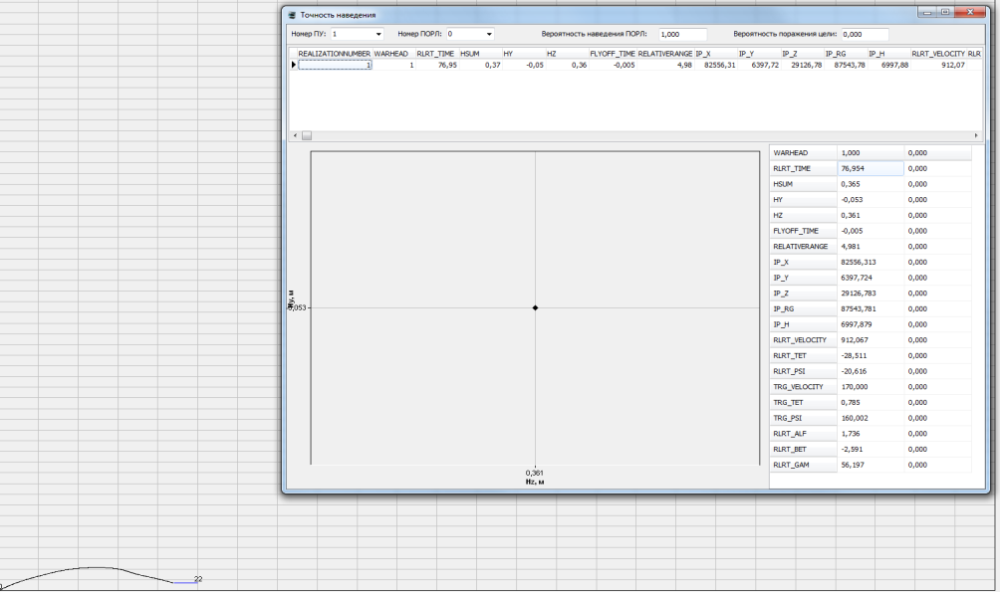 Точность наведения
Номер ПУ: 1 Номер ПОРЛ: 0 Вероятность наведения ПОРЛ: 1,000 Вероятность поражения цели: 0,000
REALIZATIONNUMBER WARHEAD RLRT_TIME HSUM HY HZ FLYOFF_TIME RELATIVERANGE IP_X IP_Y IP_Z IP_RG IP_H RLRT_VELOCITY RLR
1 1 76,95 0,37 -0,05 0,36 -0,005 4,98 82556,31 6397,72 29126,78 87543,78 6997,88 912,07
WARHEAD 1,000 0,000
RLRT_TIME 76,954 0,000
HSUM 0,365 0,000
HY -0,053 0,000
HZ 0,361 0,000
FLYOFF_TIME -0,005 0,000
RELATIVERANGE 4,981 0,000
IP_X 82556,313 0,000
IP_Y 6397,724 0,000
IP_Z 29126,783 0,000
IP_RG 87543,781 0,000
IP_H 6997,879 0,000
RLRT_VELOCITY 912,067 0,000
RLRT_TET -28,511 0,000
RLRT_PSI -20,616 0,000
TRG_VELOCITY 170,000 0,000
TRG_TET 0,785 0,000
TRG_PSI 160,002 0,000
RLRT_ALF 1,736 0,000
RLRT_BET -2,591 0,000
RLRT_GAM 56,197 0,000
Hy, м
-0,053
0,361
Hz, м
22